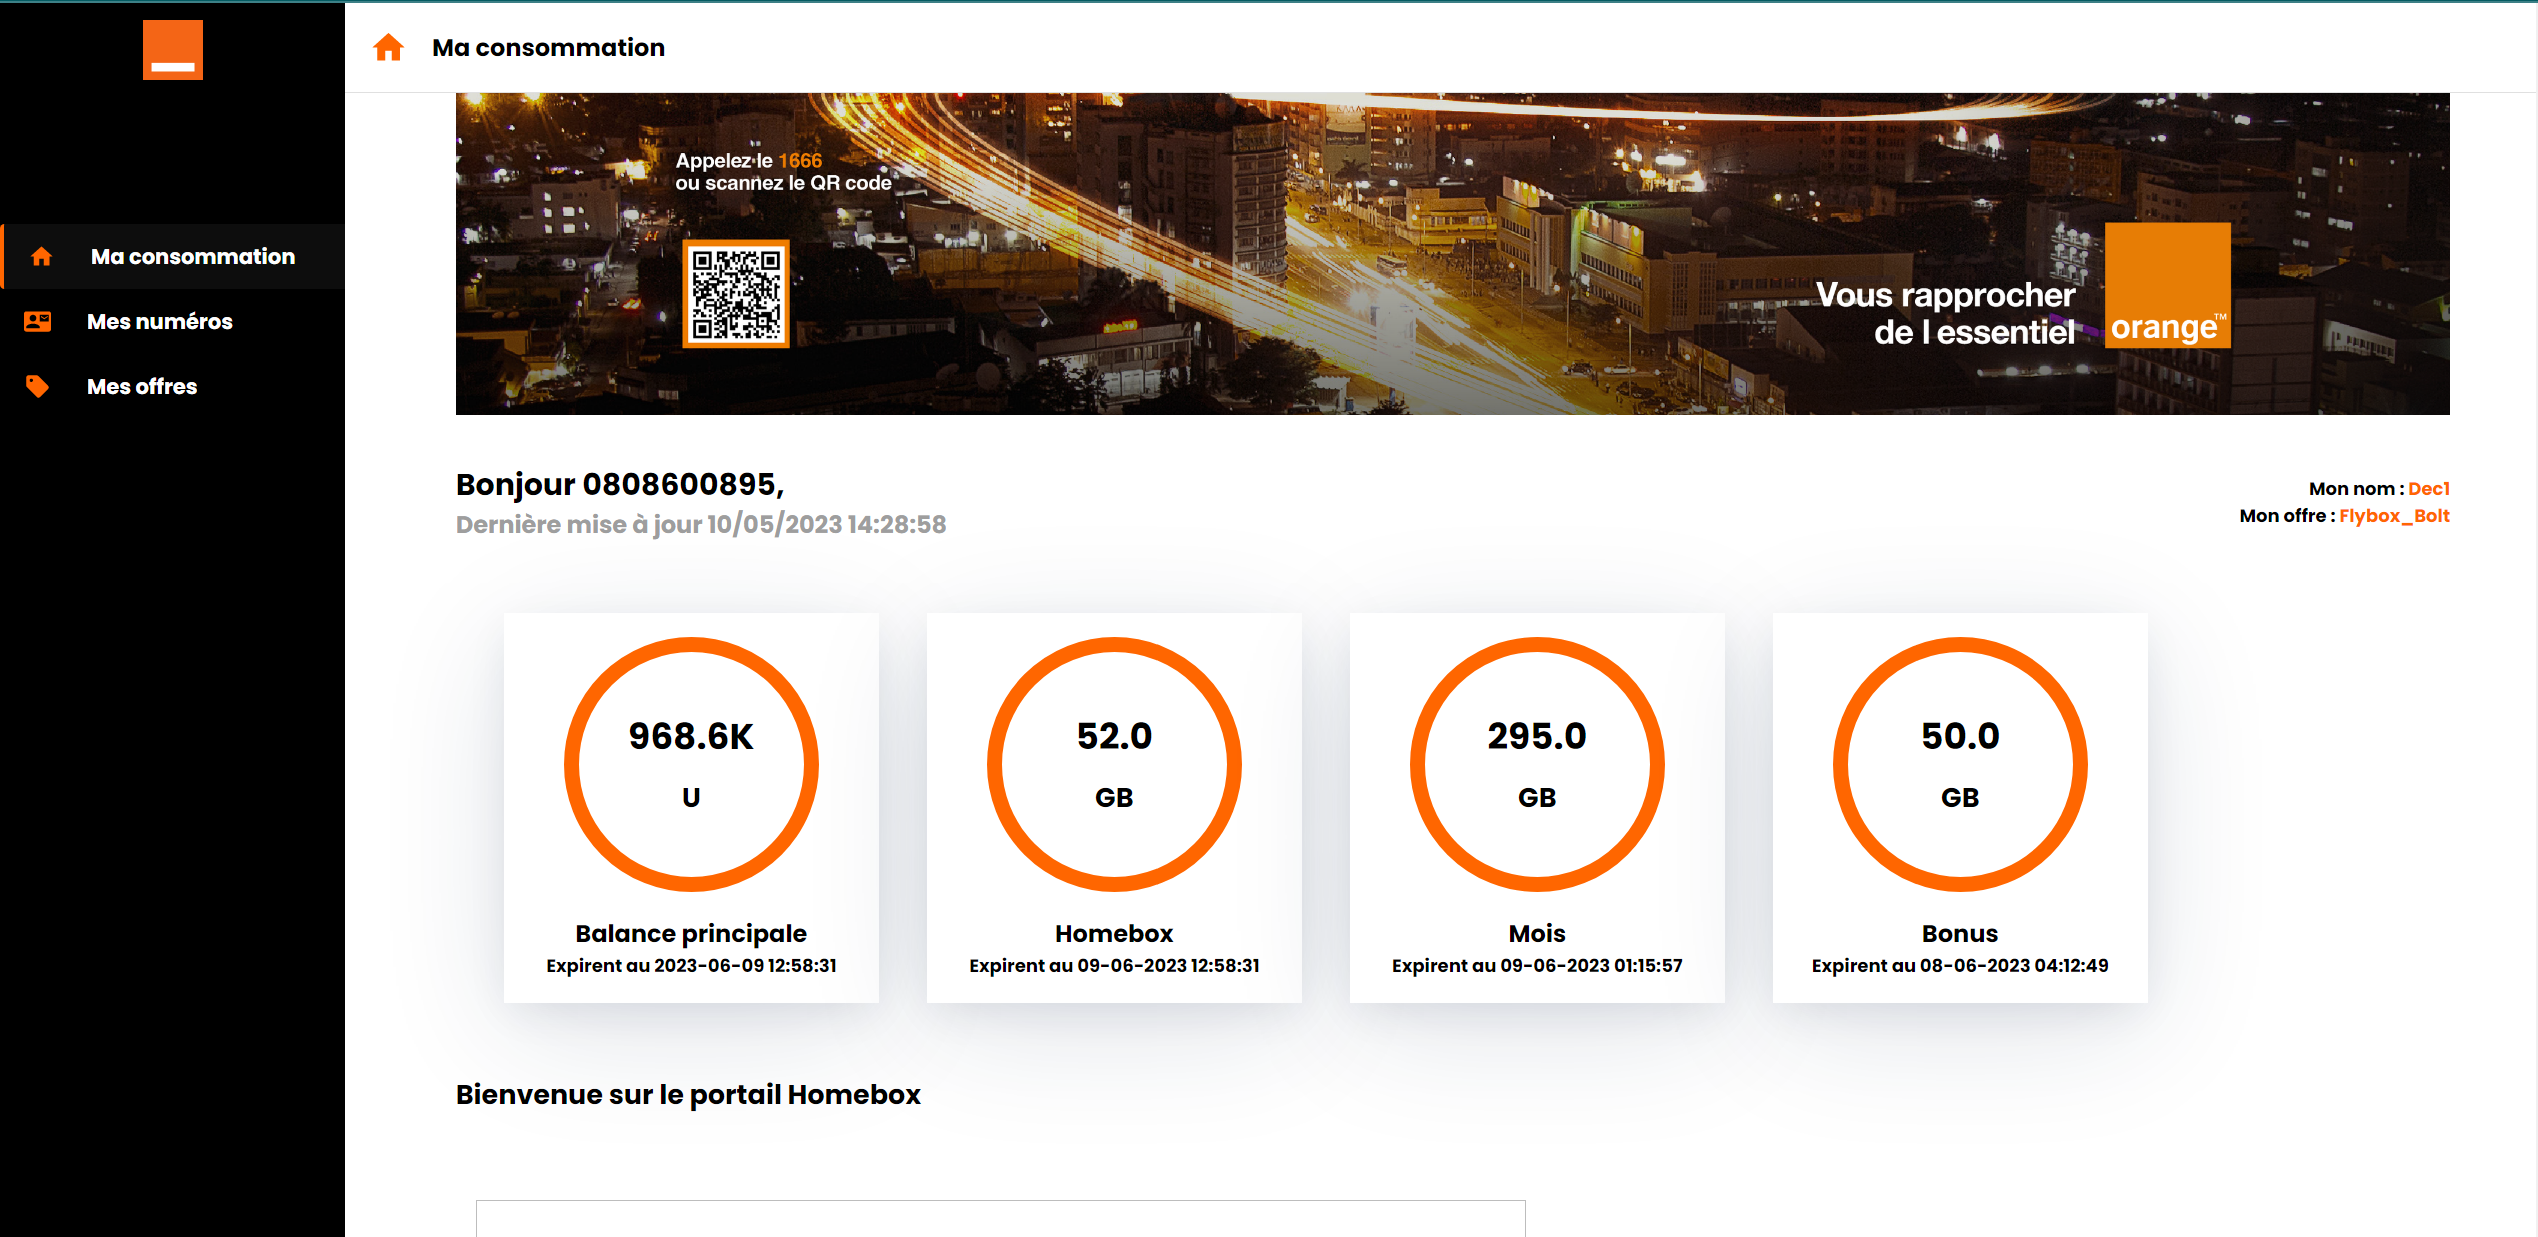 Ma consommation
Ma consommation
Mes numéros
Mes offres
Appelez le 1666
ou scannez le QR code
Vous rapprocher
de l essentiel
orange™
Bonjour 0808600895,
Dernière mise à jour 10/05/2023 14:28:58
Mon nom : Dec1
Mon offre : Flybox_Bolt
968.6K
U
Balance principale
Expirent au 2023-06-09 12:58:31
52.0
GB
Homebox
Expirent au 09-06-2023 12:58:31
295.0
GB
Mois
Expirent au 09-06-2023 01:15:57
50.0
GB
Bonus
Expirent au 08-06-2023 04:12:49
Bienvenue sur le portail Homebox